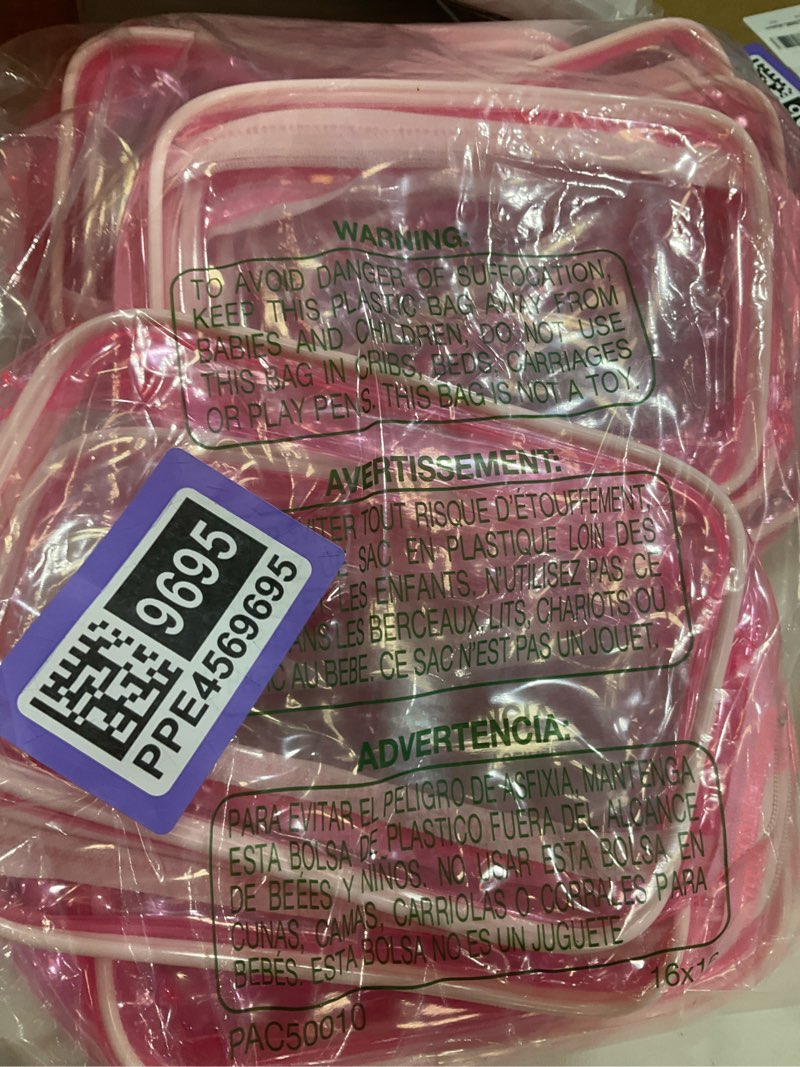 WARNING:
TO AVOID DANGER OF SUFFOCATION,
KEEP THIS PLASTIC BAG AWAY FROM
BABIES AND CHILDREN, DO NOT USE
THIS BAG IN CRIBS, BEDS, CARRIAGES
OR PLAY PENS. THIS BAG IS NOT A TOY.
AVERTISSEMENT:
ITER TOUT RISQUE D'ÉTOUFFEMENT,
SAC EN PLASTIQUE LOIN DES
LES ENFANTS, N'UTILISEZ PAS CE
ANS LES BERCEAUX, LITS, CHARIOTS OU
C AU BEBE. CE SAC N'EST PAS UN JOUET.
9695
PPE4569695
ADVERTENCIA:
PARA EVITAR EL PELIGRO DE ASFIXIA, MANTENGA
ESTA BOLSA DE PLASTICO FUERA DEL ALCANCE
DE BEÉES Y NIÑOS. NO USAR ESTA BOLSA EN
CUNAS, CAMAS, CARRIOLAS O CORRALES PARA
BEBÉS. ESTA BOLSA NO ES UN JUGUETE
16x1
PAC50010